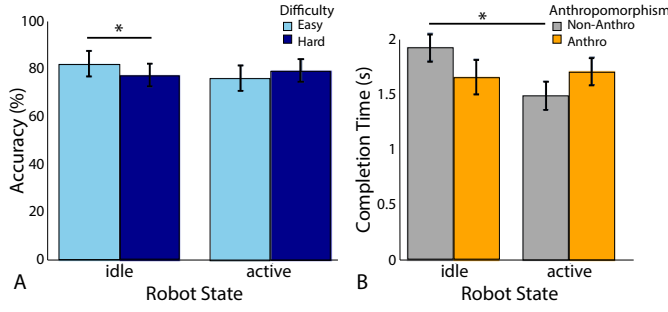 Difficulty
Easy
Hard
*
100
80
60
40
20
0
Accuracy (%)
idle
active
A
Robot State
Anthropomorphism
Non-Anthro
Anthro
*
2
1.5
1
0.5
0
Completion Time (s)
idle
active
B
Robot State